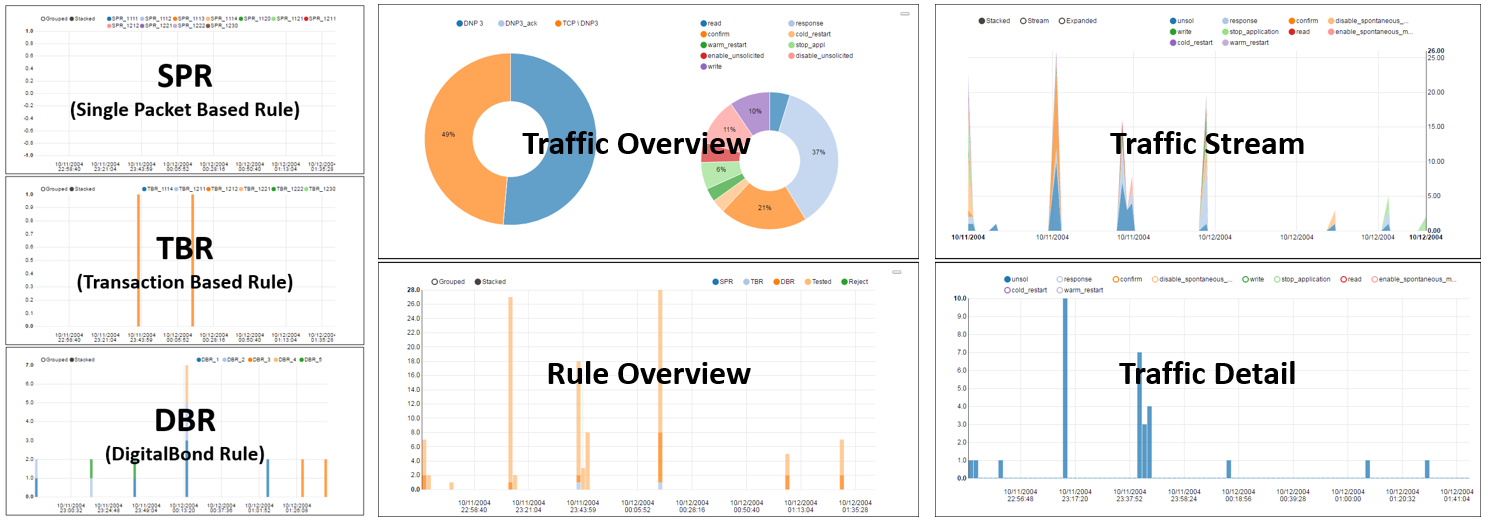 Grouped Stacked SPR_1111 SPR_1112 SPR_1113 SPR_1114 SPR_1120 SPR_1121 SPR_1211
SPR_1212 SPR_1221 SPR_1222 SPR_1230
1.0
0.8
0.6
0.4
0.2
0.0
-0.2
-0.4
-0.6
-0.8
-1.0
SPR
(Single Packet Based Rule)
10/11/2004 10/11/2004 10/11/2004 10/12/2004 10/12/2004 10/12/2004 10/12/2004
22:58:40 23:21:04 23:43:59 00:05:52 00:28:16 00:50:40 01:13:04 01:35:28
Grouped Stacked TBR_1114 TBR_1211 TBR_1212 TBR_1221 TBR_1222 TBR_1230
1.0
0.9
0.8
0.7
0.6
0.5
0.4
0.3
0.2
0.1
0.0
TBR
(Transaction Based Rule)
10/11/2004 10/11/2004 10/11/2004 10/12/2004 10/12/2004 10/12/2004 10/12/2004
22:58:40 23:21:04 23:43:59 00:05:52 00:28:16 00:50:40 01:13:04 01:35:28
Grouped Stacked DBR_1 DBR_2 DBR_3 DBR_4 DBR_5
7.0
5.0
4.0
3.0
2.0
1.0
0.0
DBR
(DigitalBond Rule)
10/11/2004 10/11/2004 10/11/2004 10/12/2004 10/12/2004 10/12/2004 10/12/2004
23:00:32 23:24:48 23:49:04 00:13:20 00:37:36 01:01:52 01:26:08
DNP 3 DNP3_ack TCP \ DNP3
read response
confirm cold_restart
warm_restart stop_appl
enable_unsolicited disable_unsolicited
write
49%
10%
11%
6%
37%
21%
Traffic Overview
Grouped Stacked SPR TBR DBR Tested Reject
28.0
26.0
24.0
22.0
20.0
18.0
16.0
14.0
12.0
10.0
8.0
6.0
4.0
2.0
0.0
Rule Overview
10/11/2004 10/11/2004 10/11/2004 10/12/2004 10/12/2004 10/12/2004 10/12/2004 10/12/2004
22:58:40 23:21:04 23:43:59 00:05:52 00:28:16 00:50:40 01:13:04 01:35:28
Stacked Stream Expanded
unsol response confirm disable_spontaneous_...
write stop_application read enable_spontaneous_m...
cold_restart warm_restart
26.00
25.00
20.00
15.00
10.00
5.00
0.00
Traffic Stream
10/11/2004 10/11/2004 10/11/2004 10/12/2004 10/12/2004 10/12/2004 10/12/2004
unsol response confirm disable_spontaneous_... write stop_application read enable_spontaneous_m...
cold_restart warm_restart
10.0
9.0
8.0
7.0
6.0
5.0
4.0
3.0
2.0
1.0
0.0
Traffic Detail
10/11/2004 10/11/2004 10/11/2004 10/11/2004 10/12/2004 10/12/2004 10/12/2004 10/12/2004 10/12/2004
22:56:48 23:17:20 23:37:52 23:58:24 00:18:56 00:39:28 01:00:00 01:20:32 01:41:04